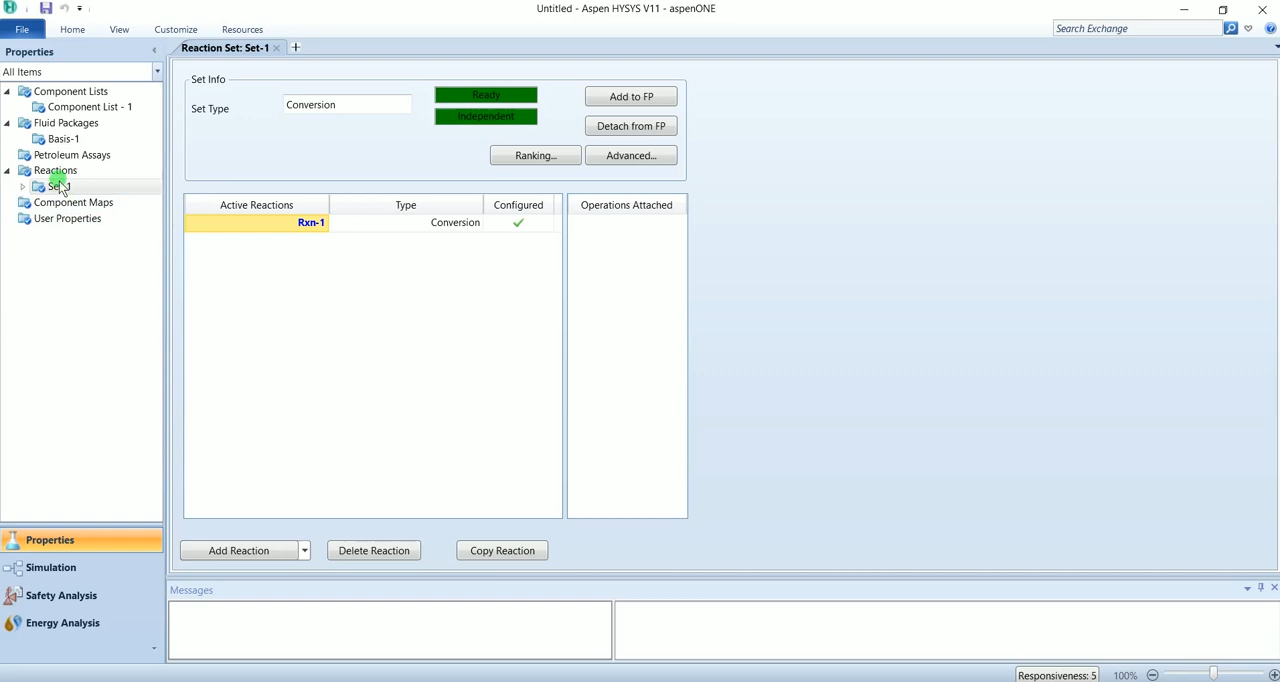 Untitled - Aspen HYSYS V11 - aspenONE
File Home View Customize Resources
Search Exchange
Properties
Reaction Set: Set-1
All Items
Component Lists
Component List - 1
Fluid Packages
Basis-1
Petroleum Assays
Reactions
Set-1
Component Maps
User Properties
Set Info
Set Type
Conversion
Ready
Independent
Add to FP
Detach from FP
Ranking...
Advanced...
Active Reactions Type Configured Operations Attached
Rxn-1 Conversion
Add Reaction Delete Reaction Copy Reaction
Properties
Simulation
Safety Analysis
Energy Analysis
Messages
Responsiveness: 5 100%